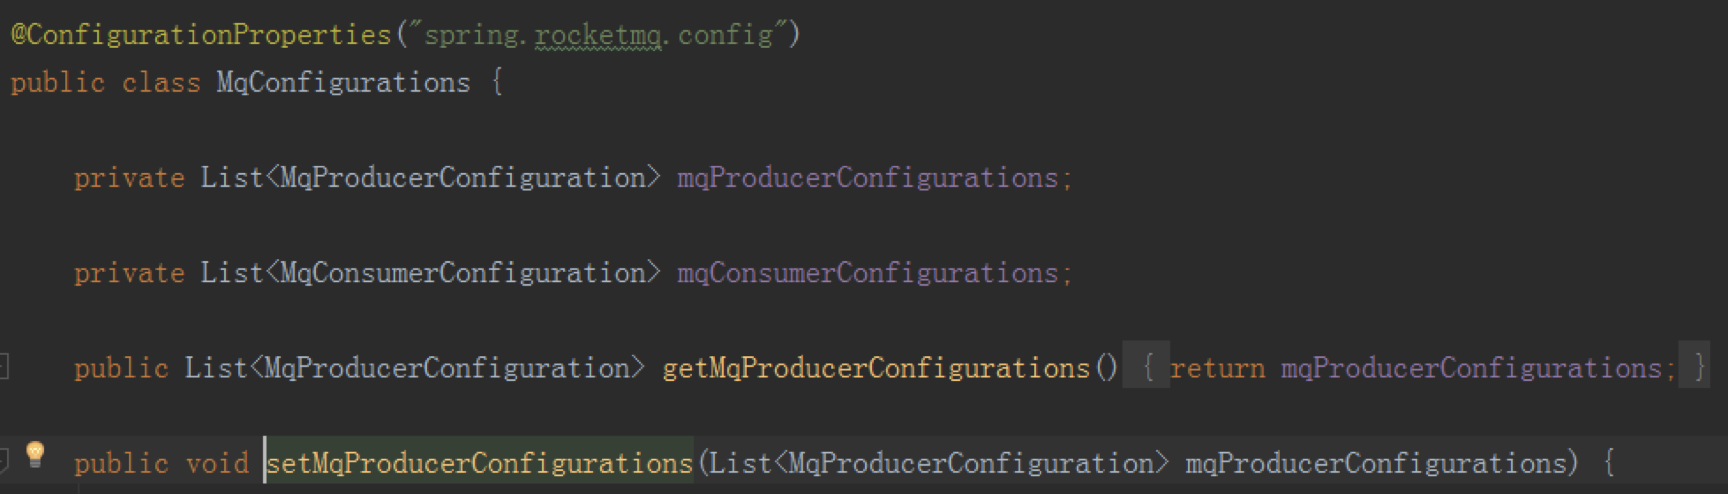 @ConfigurationProperties("spring.rocketmq.config")
public class MqConfigurations {
private List<MqProducerConfiguration> mqProducerConfigurations;
private List<MqConsumerConfiguration> mqConsumerConfigurations;
public List<MqProducerConfiguration> getMqProducerConfigurations() { return mqProducerConfigurations; }
public void setMqProducerConfigurations(List<MqProducerConfiguration> mqProducerConfigurations) {